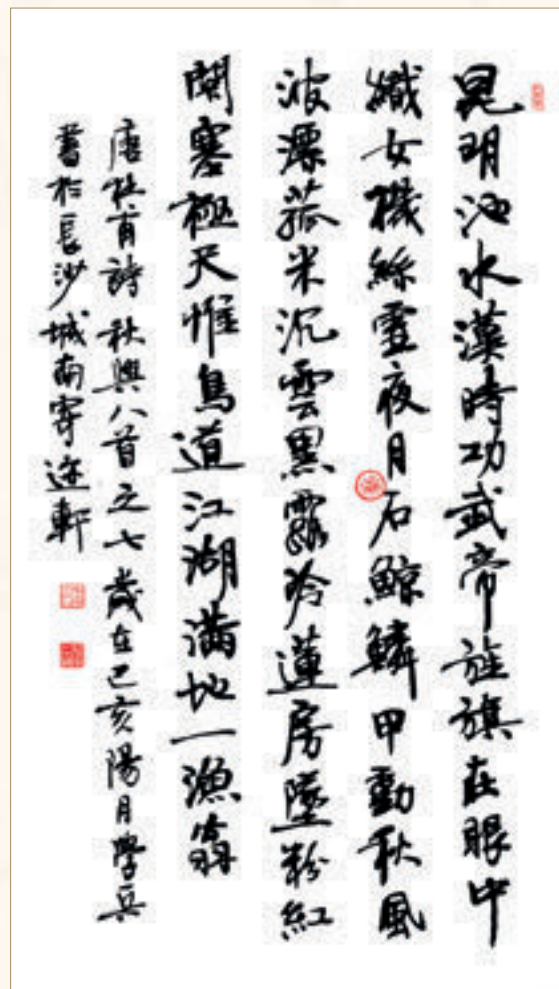 昆明池水漢時功武帝旌旗在眼中
織女機絲虛夜月石鯨鱗甲動秋風
波漂菰米沉雲黑露冷蓮房墜粉紅
関塞極天惟鳥道江湖滿地一漁翁
唐杜甫詩秋興八首之七歲在己亥陽月學兵
書於長沙城南寄迹軒